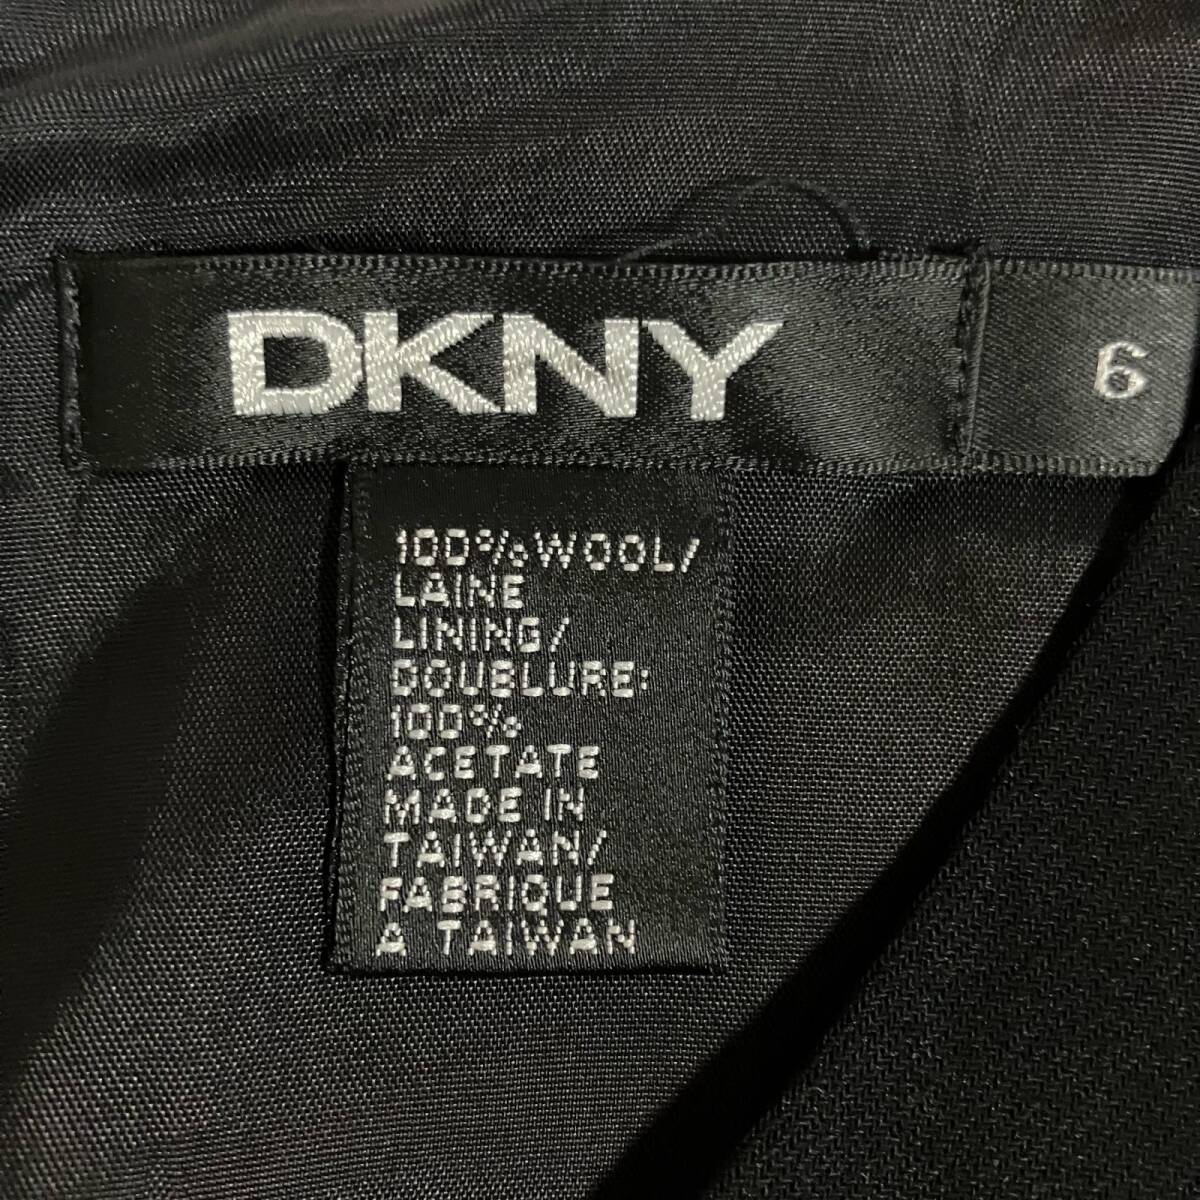 DKNY 6
100% WOOL/
LAINE
LINING/
DOUBLURE:
100%
ACETATE
MADE IN
TAIWAN/
FABRIQUE
A TAIWAN